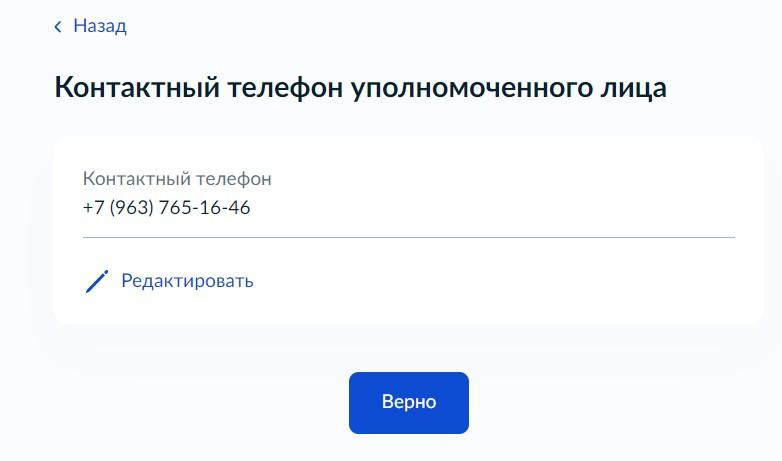 Назад
Контактный телефон уполномоченного лица
Контактный телефон
+7 (963) 765-16-46
Редактировать
Верно